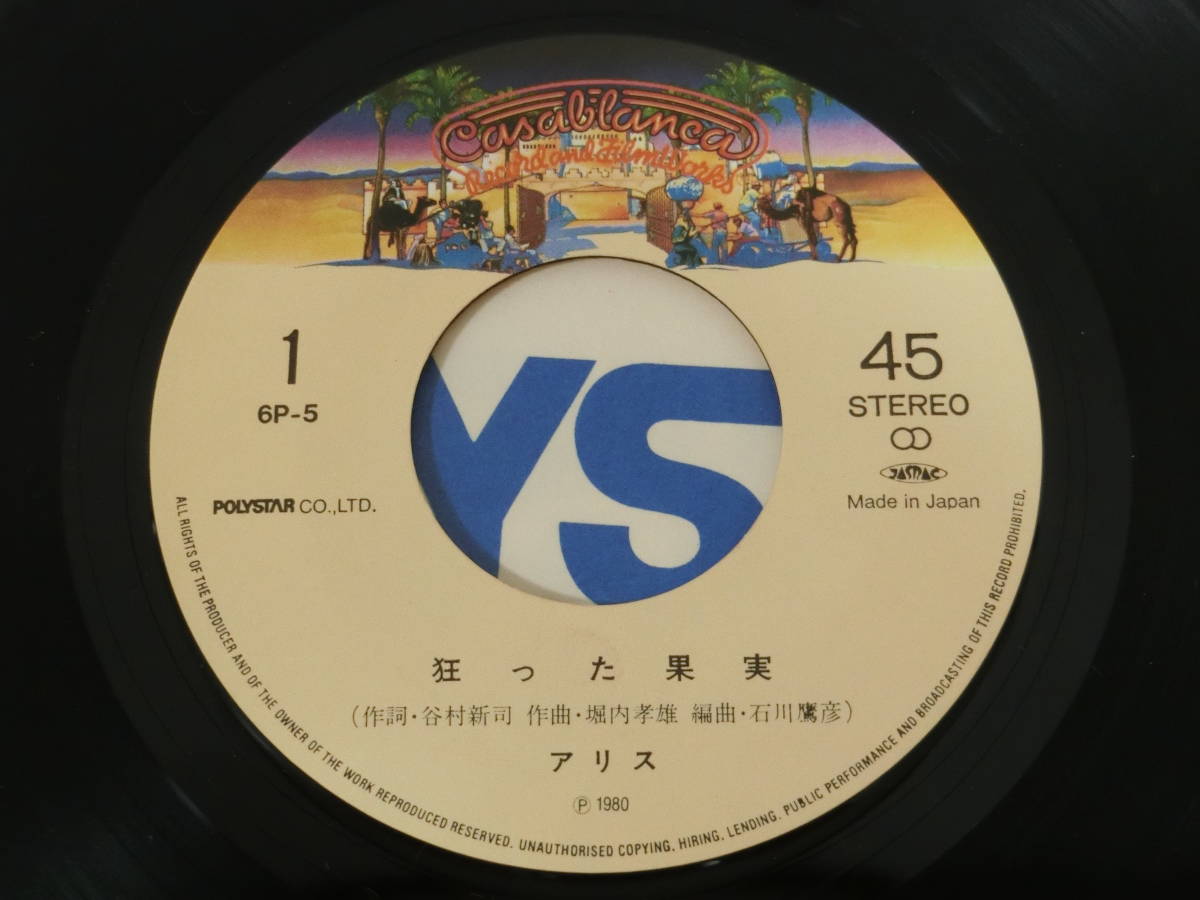 Casablanca
Record and FilmWorks
1
6P-5
45
STEREO
JASRAC
POLYSTAR CO.,LTD.
Made in Japan
YS
狂った果実
(作詞・谷村新司 作曲・堀内孝雄 編曲・石川鷹彦)
アリス
Ⓟ 1980
ALL RIGHTS OF THE PRODUCER AND OF THE OWNER OF THE WORK REPRODUCED RESERVED. UNAUTHORISED COPYING, HIRING, LENDING, PUBLIC PERFORMANCE AND BROADCASTING OF THIS RECORD PROHIBITED.